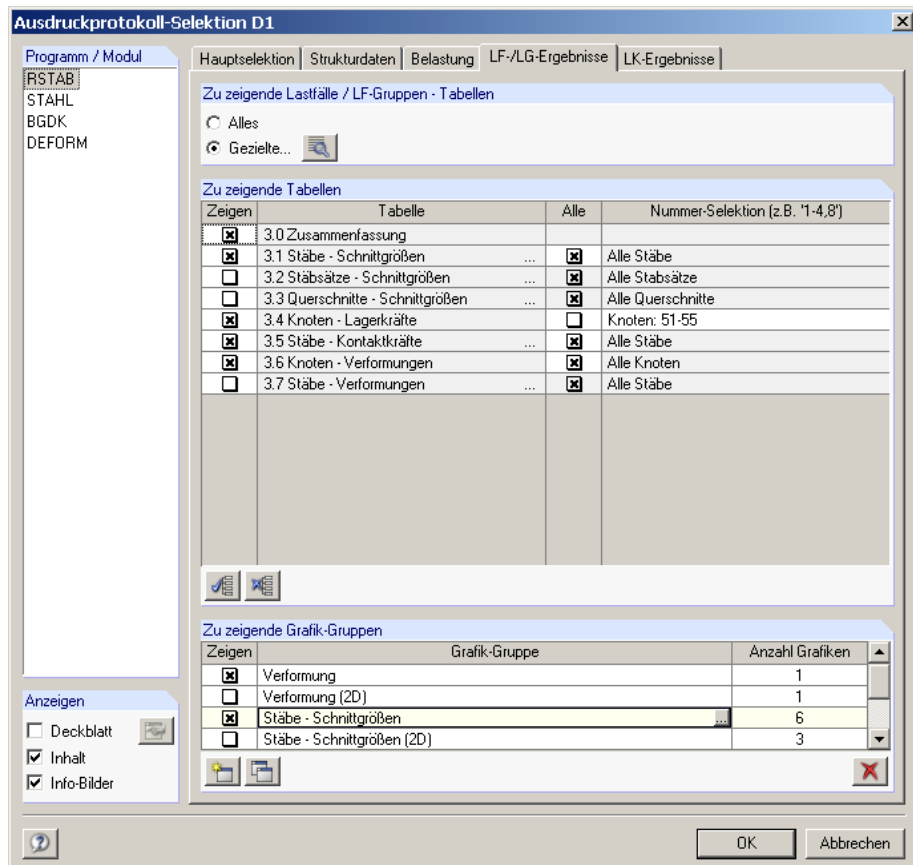 Ausdruckprotokoll-Selektion D1
Programm / Modul
RSTAB
STAHL
BGDK
DEFORM
Hauptselektion Strukturdaten Belastung LF-/LG-Ergebnisse LK-Ergebnisse
Zu zeigende Lastfälle / LF-Gruppen - Tabellen
Alles
Gezielte...
Zu zeigende Tabellen
Zeigen Tabelle Alle Nummer-Selektion (z.B. '1-4,8')
3.0 Zusammenfassung
3.1 Stäbe - Schnittgrößen ... Alle Stäbe
3.2 Stabsätze - Schnittgrößen ... Alle Stabsätze
3.3 Querschnitte - Schnittgrößen ... Alle Querschnitte
3.4 Knoten - Lagerkräfte Knoten: 51-55
3.5 Stäbe - Kontaktkräfte ... Alle Stäbe
3.6 Knoten - Verformungen Alle Knoten
3.7 Stäbe - Verformungen ... Alle Stäbe
Zu zeigende Grafik-Gruppen
Zeigen Grafik-Gruppe Anzahl Grafiken
Verformung 1
Verformung (2D) 1
Stäbe - Schnittgrößen ... 6
Stäbe - Schnittgrößen (2D) 3
Anzeigen
Deckblatt
Inhalt
Info-Bilder
OK Abbrechen